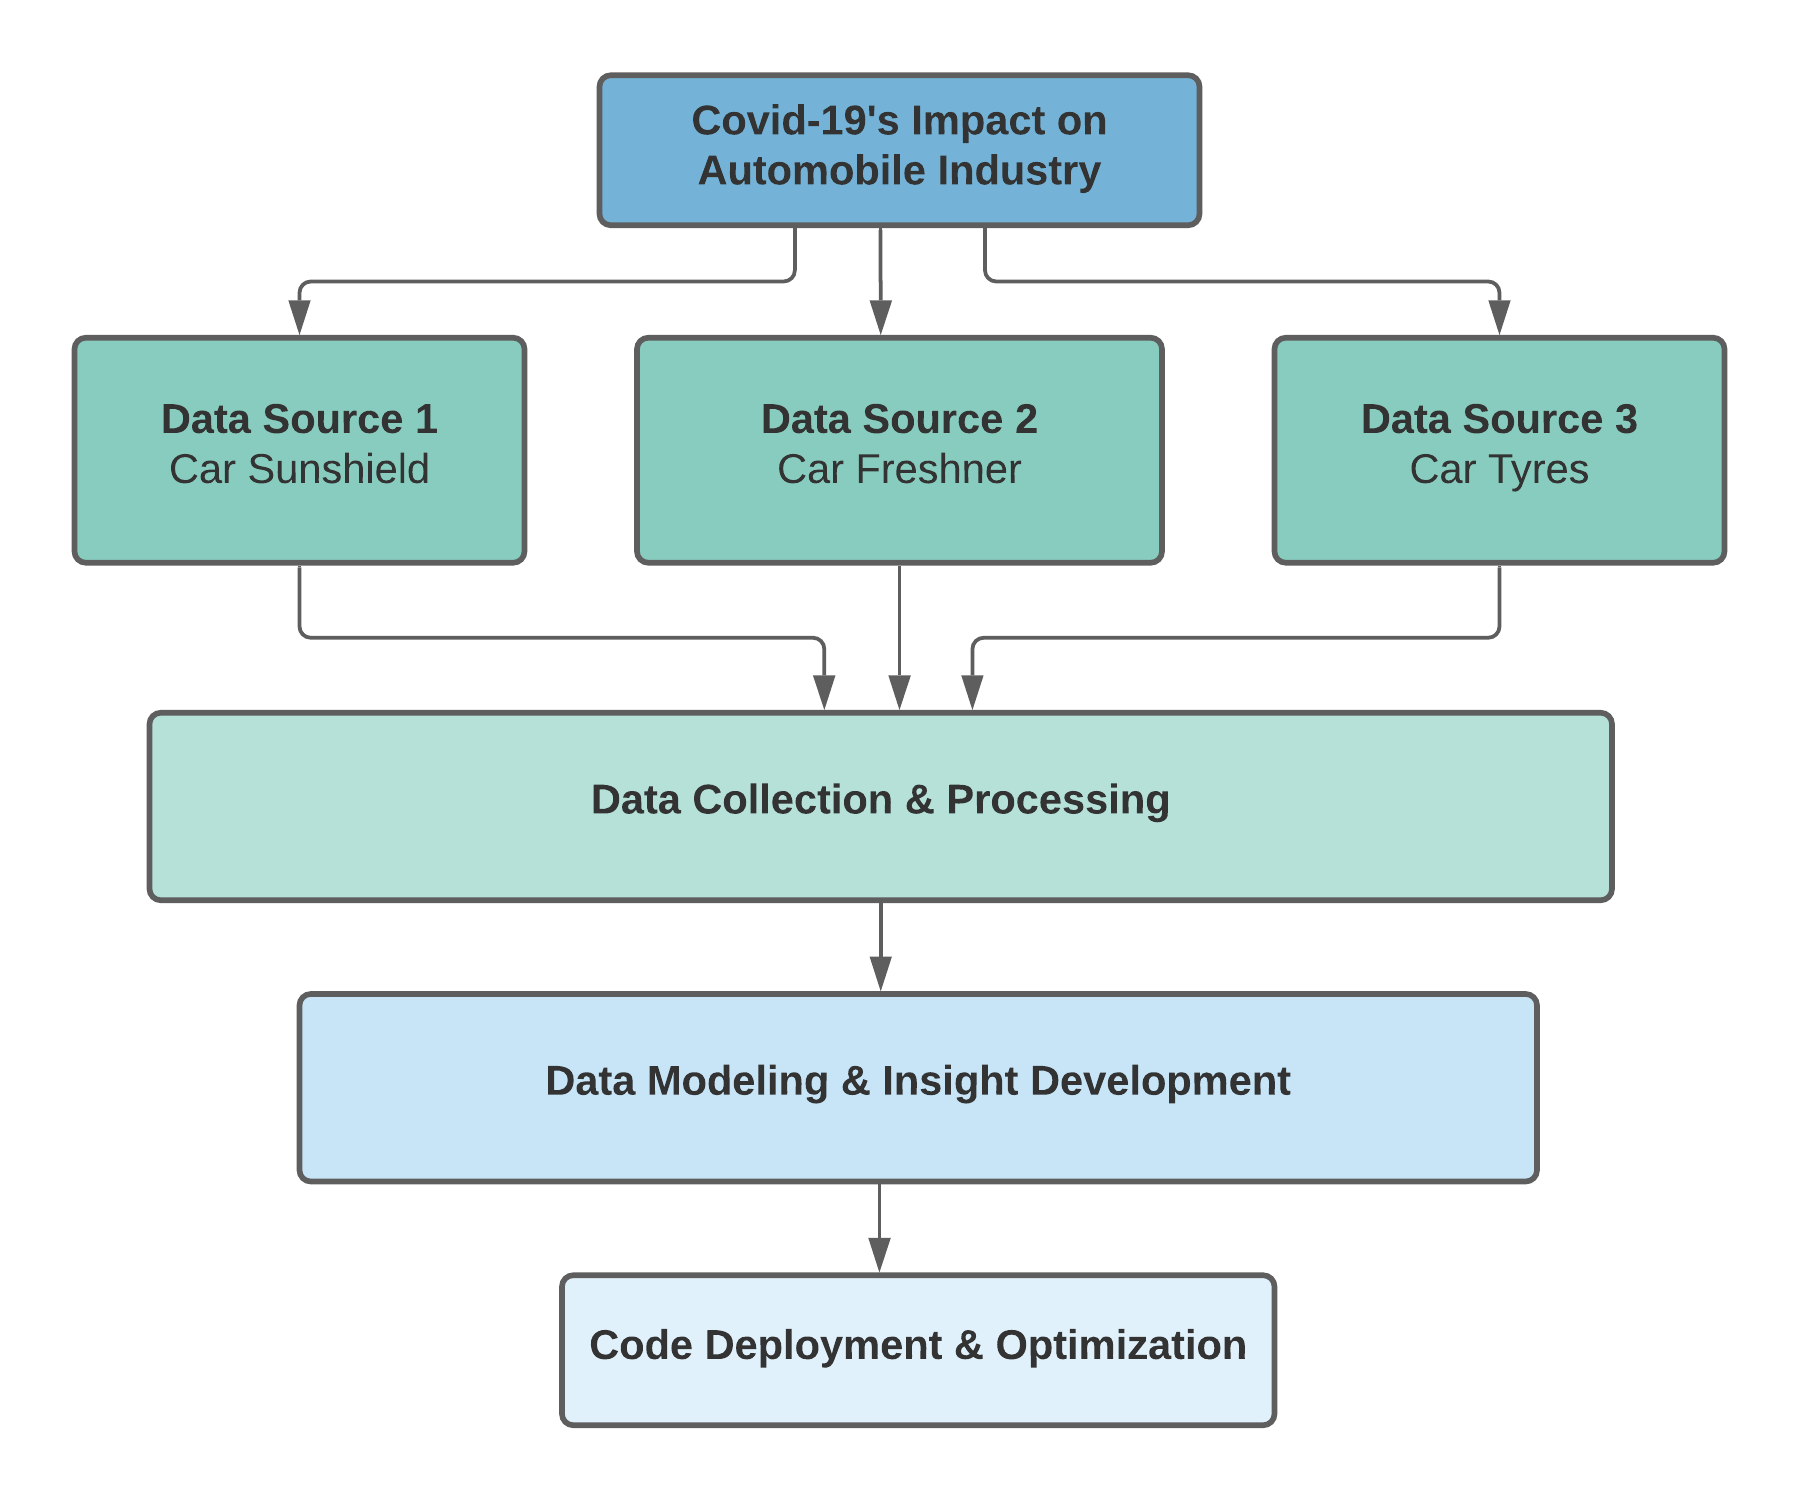 Covid-19's Impact on
Automobile Industry
Data Source 1
Car Sunshield
Data Source 2
Car Freshner
Data Source 3
Car Tyres
Data Collection & Processing
Data Modeling & Insight Development
Code Deployment & Optimization